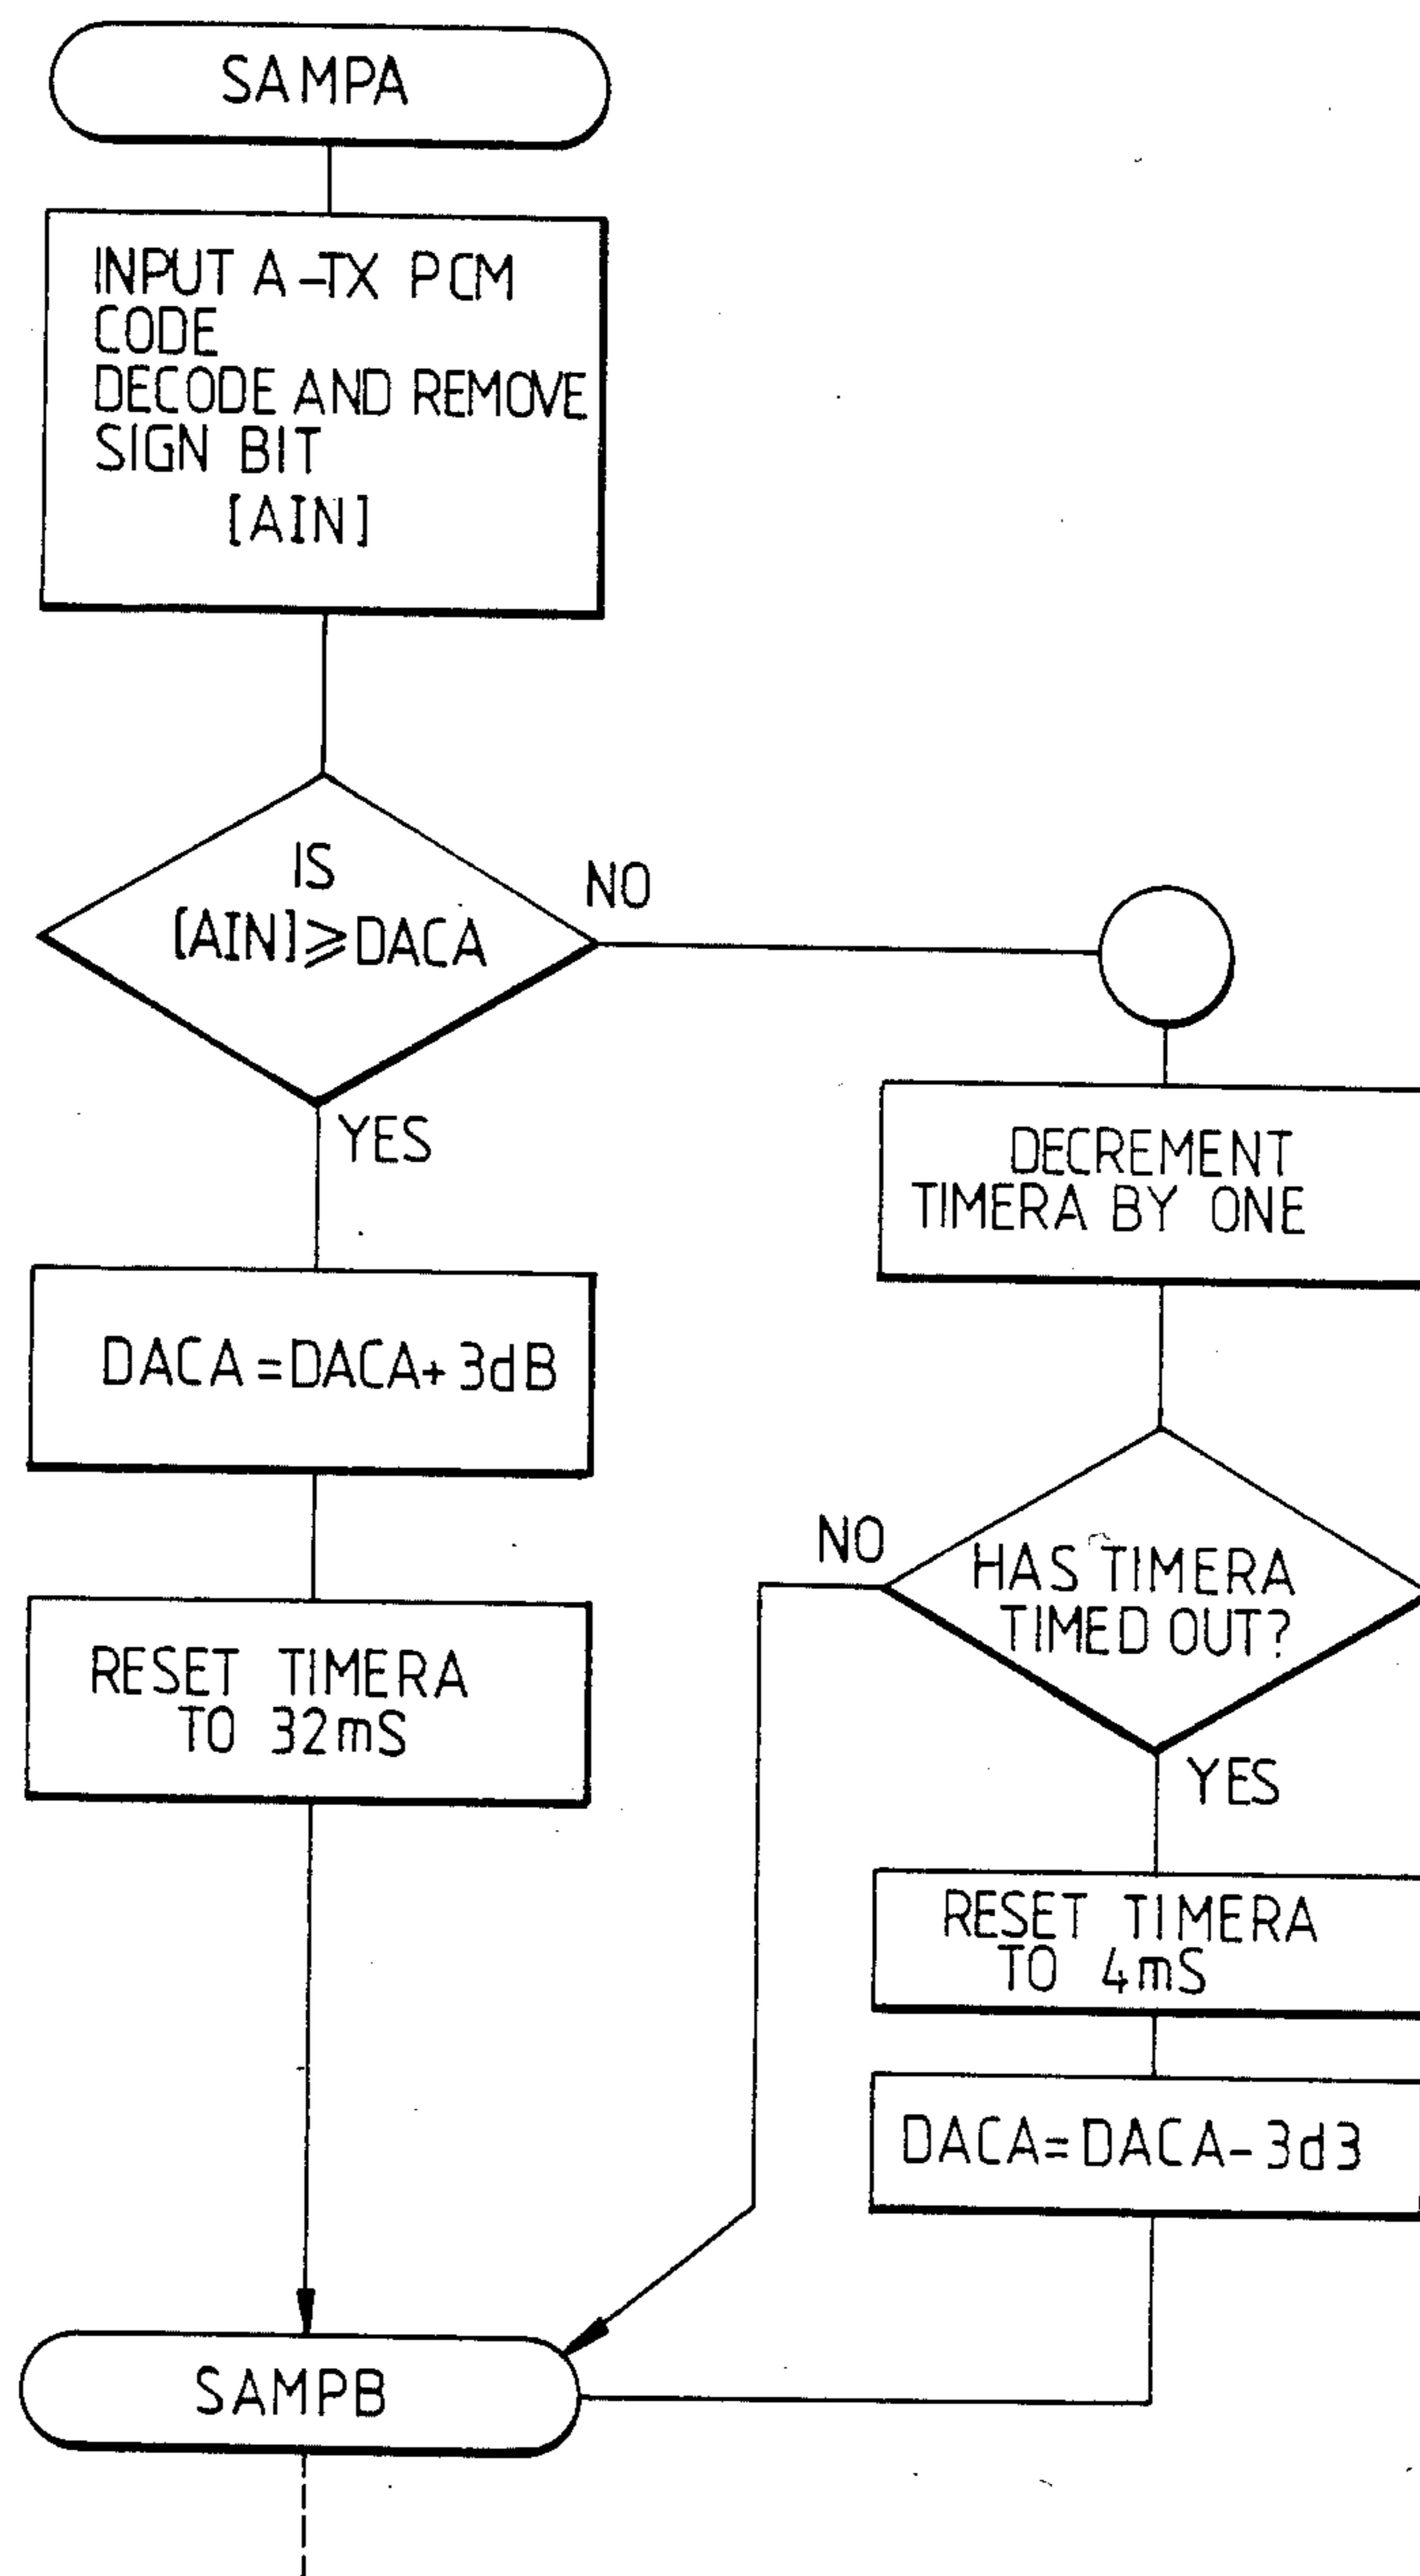 SAMPA
INPUT A-TX PCM
CODE
DECODE AND REMOVE
SIGN BIT
[AIN]
IS
[AIN]⩾DACA
NO
YES
DACA=DACA+3dB
RESET TIMERA
TO 32mS
DECREMENT
TIMERA BY ONE
NO
HAS TIMERA
TIMED OUT?
YES
RESET TIMERA
TO 4mS
DACA=DACA-3d3
SAMPB